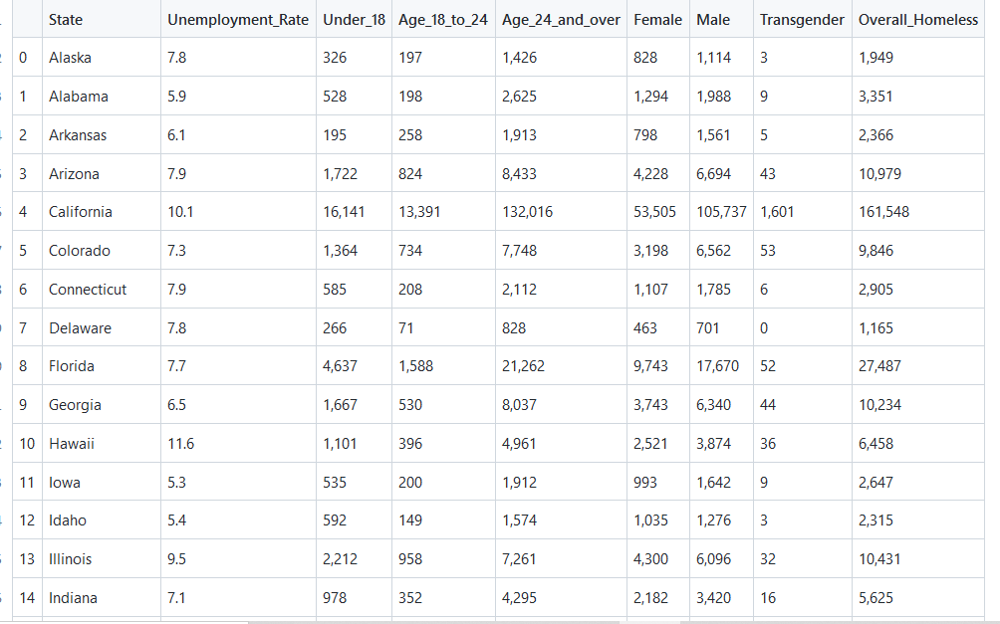 State Unemployment_Rate Under_18 Age_18_to_24 Age_24_and_over Female Male Transgender Overall_Homeless
0 Alaska 7.8 326 197 1,426 828 1,114 3 1,949
1 Alabama 5.9 528 198 2,625 1,294 1,988 9 3,351
2 Arkansas 6.1 195 258 1,913 798 1,561 5 2,366
3 Arizona 7.9 1,722 824 8,433 4,228 6,694 43 10,979
4 California 10.1 16,141 13,391 132,016 53,505 105,737 1,601 161,548
5 Colorado 7.3 1,364 734 7,748 3,198 6,562 53 9,846
6 Connecticut 7.9 585 208 2,112 1,107 1,785 6 2,905
7 Delaware 7.8 266 71 828 463 701 0 1,165
8 Florida 7.7 4,637 1,588 21,262 9,743 17,670 52 27,487
9 Georgia 6.5 1,667 530 8,037 3,743 6,340 44 10,234
10 Hawaii 11.6 1,101 396 4,961 2,521 3,874 36 6,458
11 Iowa 5.3 535 200 1,912 993 1,642 9 2,647
12 Idaho 5.4 592 149 1,574 1,035 1,276 3 2,315
13 Illinois 9.5 2,212 958 7,261 4,300 6,096 32 10,431
14 Indiana 7.1 978 352 4,295 2,182 3,420 16 5,625